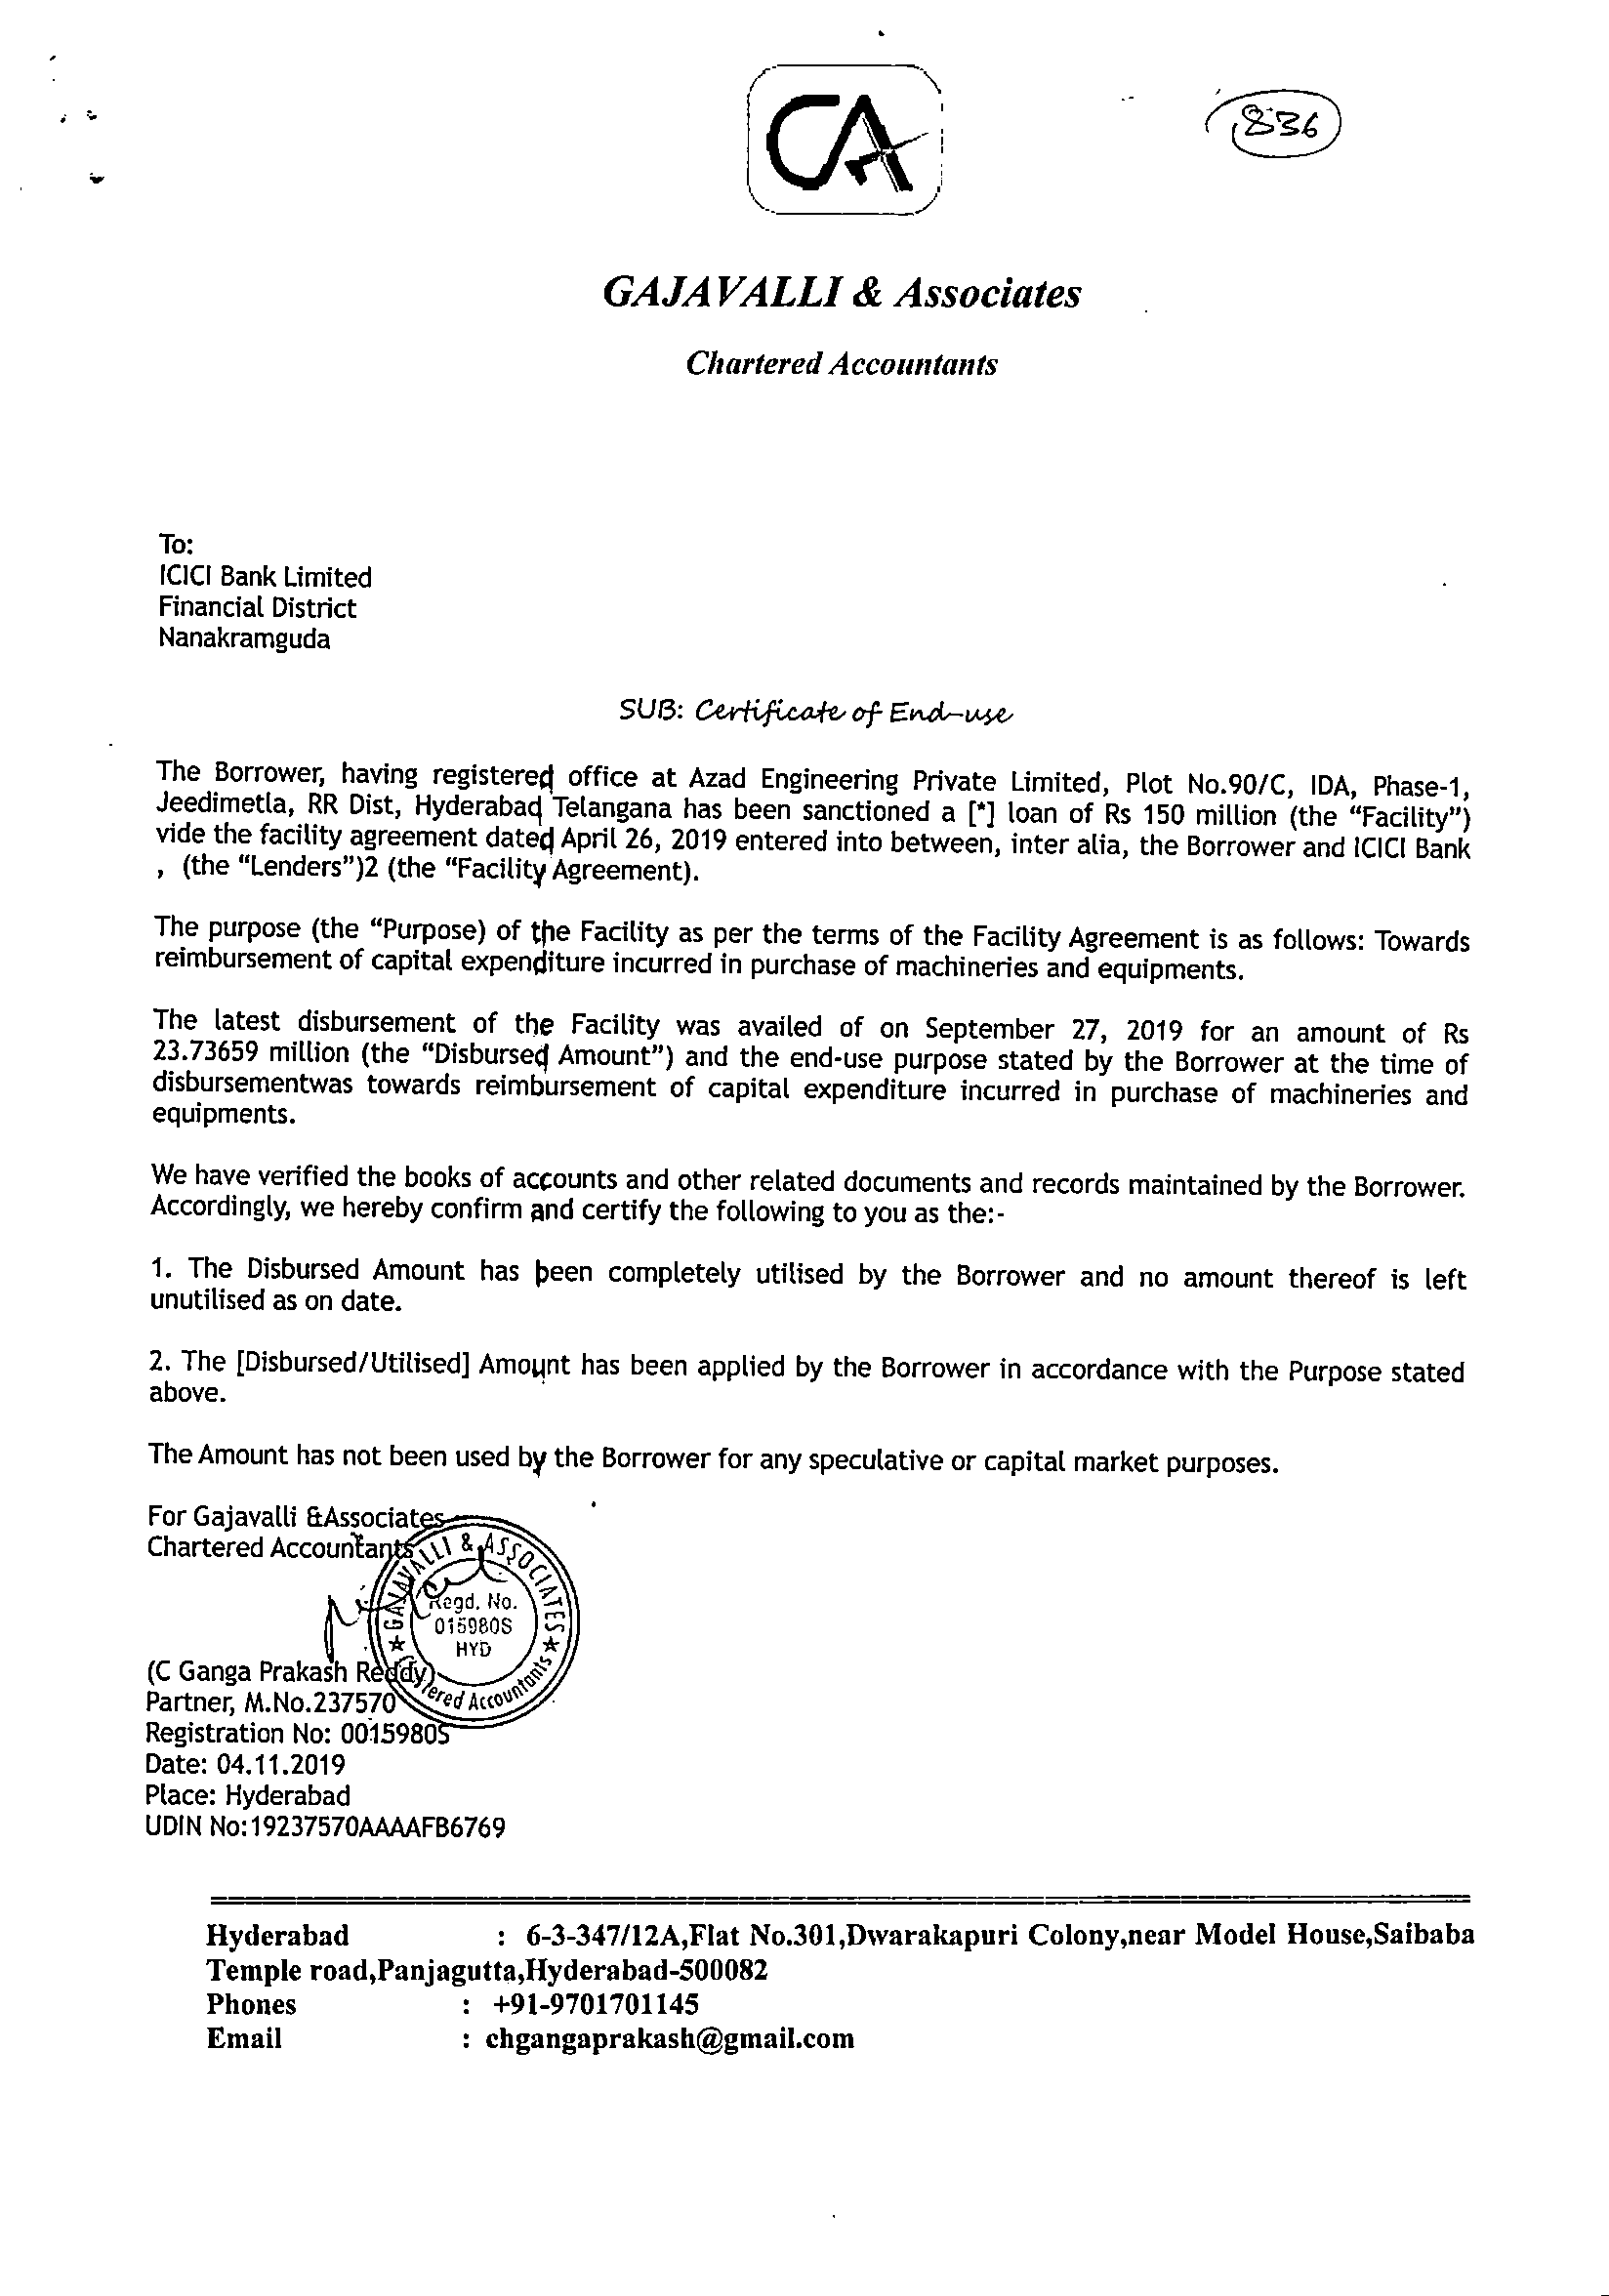 CA
836
GAJAVALLI & Associates
Chartered Accountants
To:
ICICI Bank Limited
Financial District
Nanakramguda
SUB: Certificate of End-use
The Borrower, having registered office at Azad Engineering Private Limited, Plot No.90/C, IDA, Phase-1,
Jeedimetla, RR Dist, Hyderabad Telangana has been sanctioned a [*] loan of Rs 150 million (the “Facility”)
vide the facility agreement dated April 26, 2019 entered into between, inter alia, the Borrower and ICICI Bank
, (the “Lenders”)2 (the “Facility Agreement).
The purpose (the “Purpose) of the Facility as per the terms of the Facility Agreement is as follows: Towards
reimbursement of capital expenditure incurred in purchase of machineries and equipments.
The latest disbursement of the Facility was availed of on September 27, 2019 for an amount of Rs
23.73659 million (the “Disbursed Amount”) and the end-use purpose stated by the Borrower at the time of
disbursementwas towards reimbursement of capital expenditure incurred in purchase of machineries and
equipments.
We have verified the books of accounts and other related documents and records maintained by the Borrower.
Accordingly, we hereby confirm and certify the following to you as the:-
1. The Disbursed Amount has been completely utilised by the Borrower and no amount thereof is left
unutilised as on date.
2. The [Disbursed/Utilised] Amount has been applied by the Borrower in accordance with the Purpose stated
above.
The Amount has not been used by the Borrower for any speculative or capital market purposes.
For Gajavalli &Associates
Chartered Accountants
GAJAVALLI & ASSOCIATES
Regd. No.
015980S
HYD
Chartered Accountants
(C Ganga Prakash Reddy)
Partner, M.No.237570
Registration No: 0015980S
Date: 04.11.2019
Place: Hyderabad
UDIN No:19237570AAAAFB6769
Hyderabad : 6-3-347/12A,Flat No.301,Dwarakapuri Colony,near Model House,Saibaba
Temple road,Panjagutta,Hyderabad-500082
Phones : +91-9701701145
Email : chgangaprakash@gmail.com